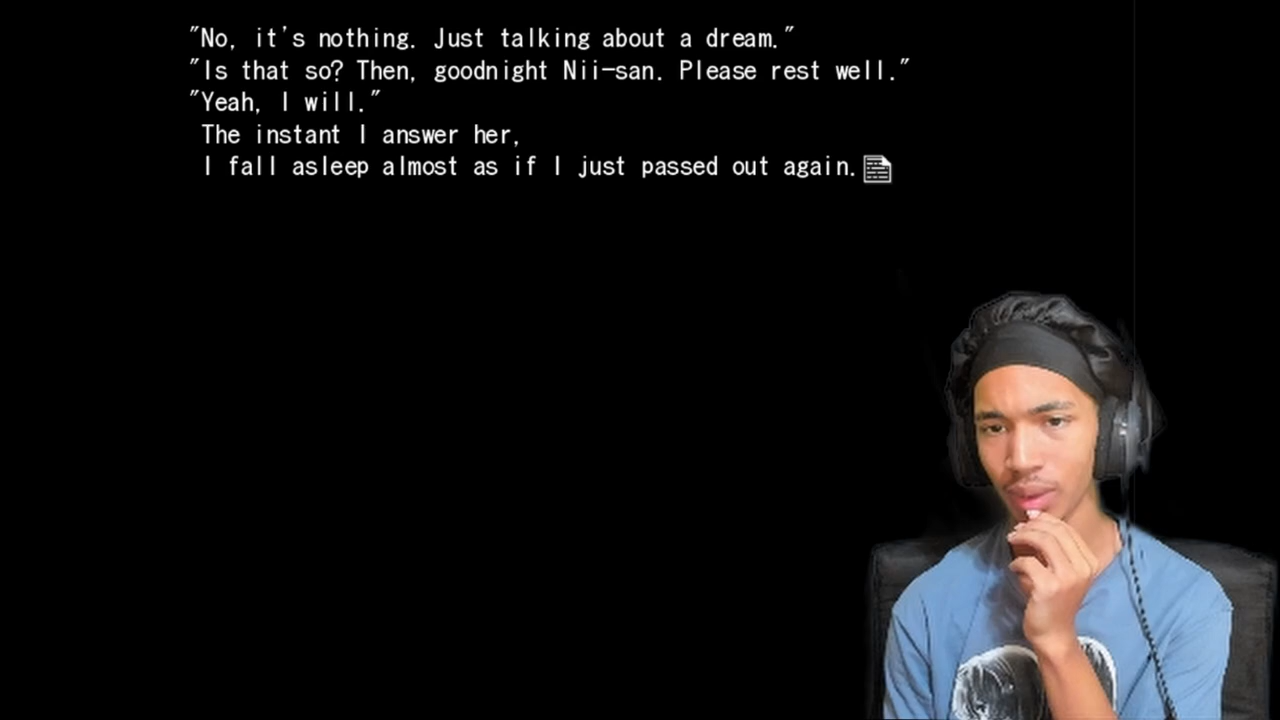 "No, it's nothing. Just talking about a dream."
"Is that so? Then, goodnight Nii-san. Please rest well."
"Yeah, I will."
The instant I answer her,
I fall asleep almost as if I just passed out again.